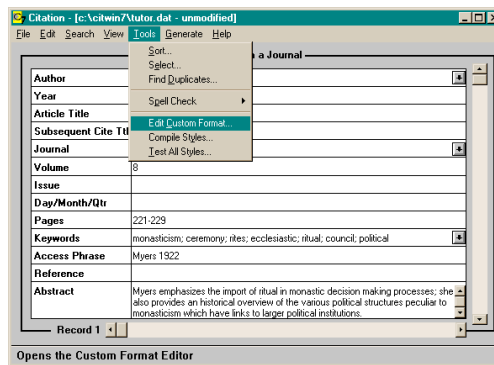 Citation - [c:\citwin7\tutor.dat - unmodified]
File Edit Search View Tools Generate Help
Sort...
Select...
Find Duplicates...
Spell Check
Edit Custom Format...
Compile Styles...
Test All Styles...
a Journal
Author
Year
Article Title
Subsequent Cite Ttl
Journal
Volume 8
Issue
Day/Month/Qtr
Pages 221-229
Keywords monasticism; ceremony; rites; ecclesiastic; ritual; council; political
Access Phrase Myers 1922
Reference
Abstract Myers emphasizes the import of ritual in monastic decision making processes; she
also provides an historical overview of the various political structures peculiar to
monasticism which have links to larger political institutions.
Record 1
Opens the Custom Format Editor